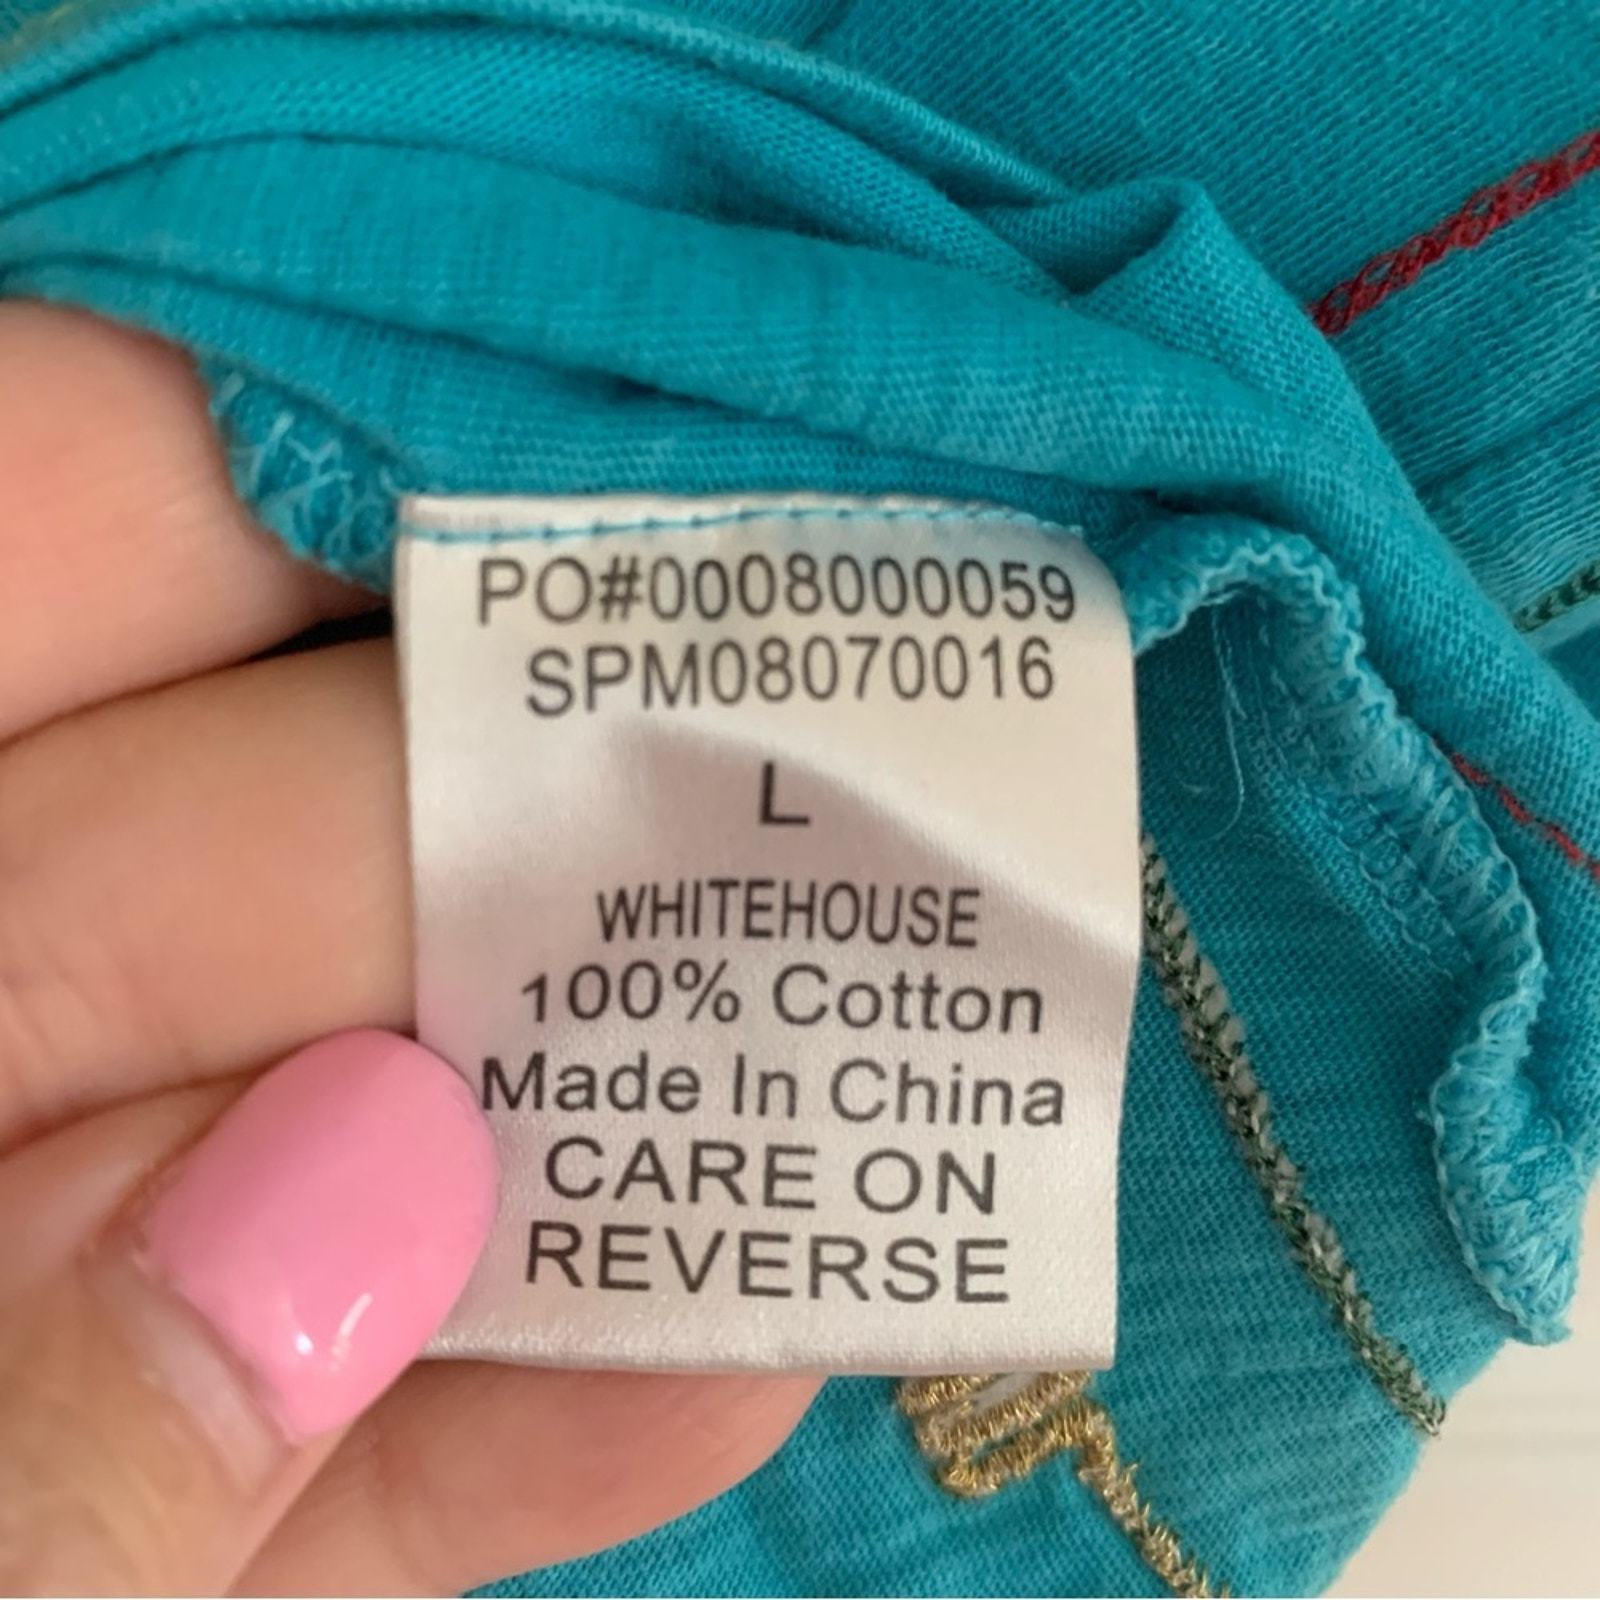 PO#0008000059
SPM08070016
L
WHITEHOUSE
100% Cotton
Made In China
CARE ON
REVERSE